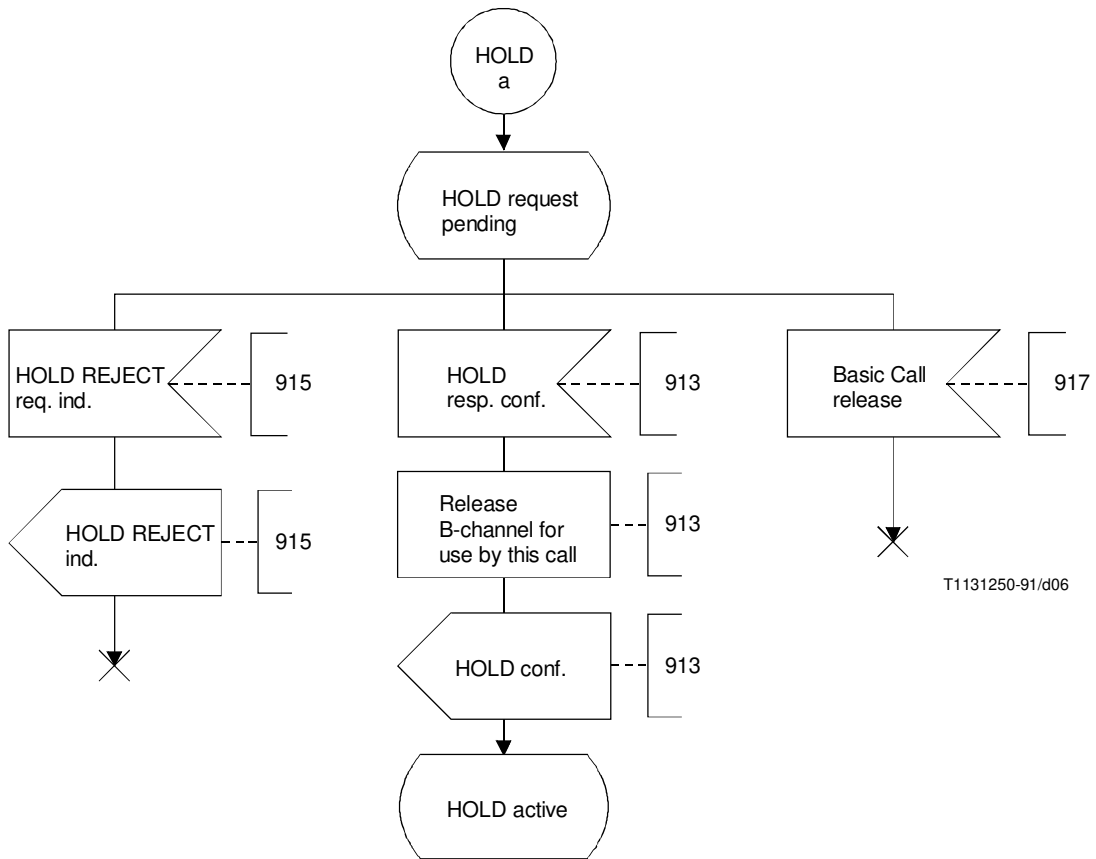 HOLD
a
HOLD request
pending
HOLD REJECT
req. ind.
915
HOLD
resp. conf.
913
Basic Call
release
917
HOLD REJECT
ind.
915
Release
B-channel for
use by this call
913
T1131250-91/d06
HOLD conf.
913
HOLD active